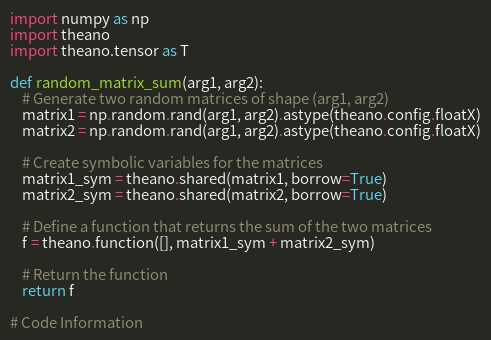 import numpy as np
import theano
import theano.tensor as T

def random_matrix_sum(arg1, arg2):
    # Generate two random matrices of shape (arg1, arg2)
    matrix1 = np.random.rand(arg1, arg2).astype(theano.config.floatX)
    matrix2 = np.random.rand(arg1, arg2).astype(theano.config.floatX)

    # Create symbolic variables for the matrices
    matrix1_sym = theano.shared(matrix1, borrow=True)
    matrix2_sym = theano.shared(matrix2, borrow=True)

    # Define a function that returns the sum of the two matrices
    f = theano.function([], matrix1_sym + matrix2_sym)

    # Return the function
    return f

# Code Information